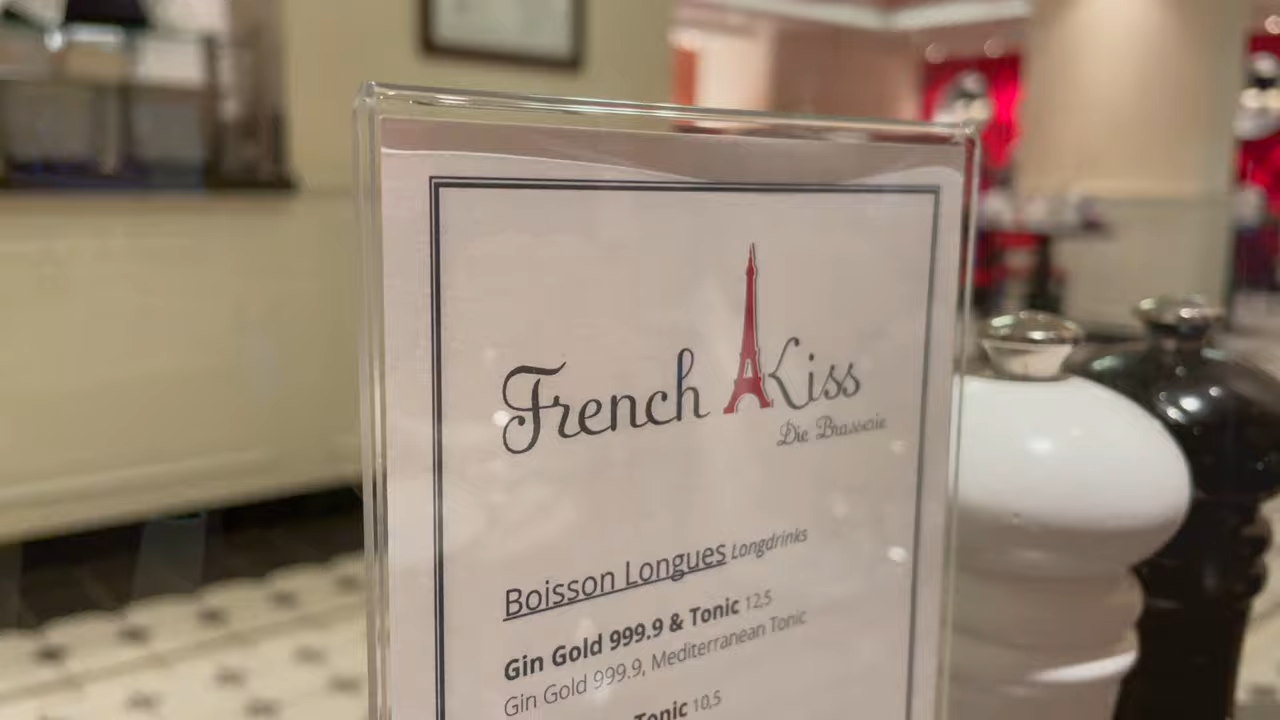 French Kiss
Die Brasserie
Boisson Longues Longdrinks
Gin Gold 999.9 & Tonic 12,5
Gin Gold 999.9, Mediterranean Tonic
Tonic 10,5